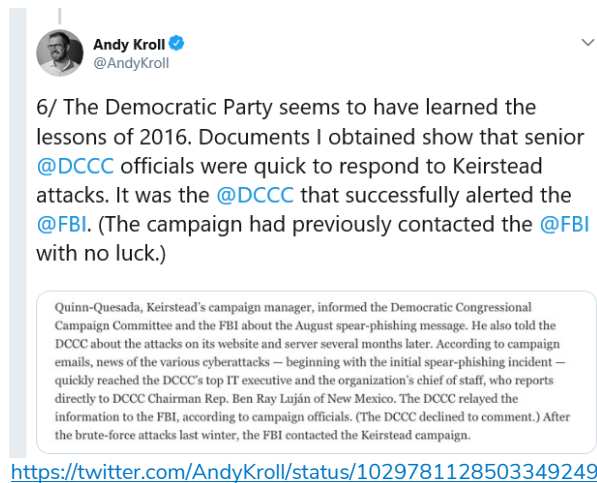 Andy Kroll
@AndyKroll
6/ The Democratic Party seems to have learned the
lessons of 2016. Documents I obtained show that senior
@DCCC officials were quick to respond to Keirstead
attacks. It was the @DCCC that successfully alerted the
@FBI. (The campaign had previously contacted the @FBI
with no luck.)
Quinn-Quesada, Keirstead's campaign manager, informed the Democratic Congressional
Campaign Committee and the FBI about the August spear-phishing message. He also told the
DCCC about the attacks on its website and server several months later. According to campaign
emails, news of the various cyberattacks — beginning with the initial spear-phishing incident —
quickly reached the DCCC's top IT executive and the organization's chief of staff, who reports
directly to DCCC Chairman Rep. Ben Ray Luján of New Mexico. The DCCC relayed the
information to the FBI, according to campaign officials. (The DCCC declined to comment.) After
the brute-force attacks last winter, the FBI contacted the Keirstead campaign.
https://twitter.com/AndyKroll/status/1029781128503349249